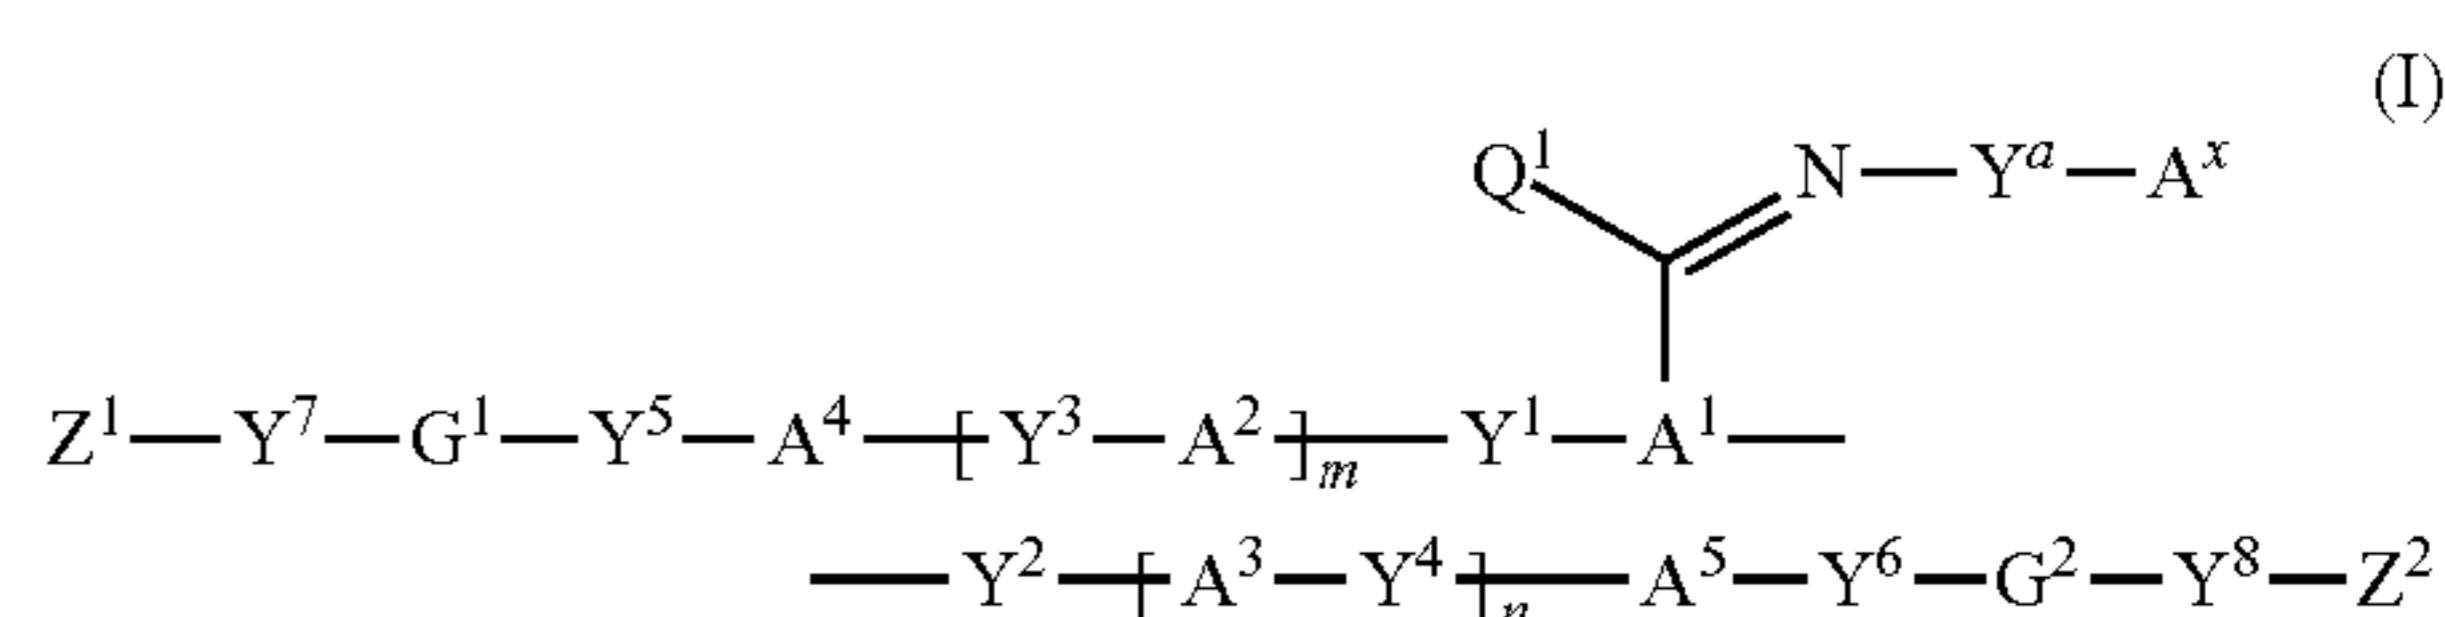 (I)
Q¹ N—Yᵃ—Aˣ
Z¹—Y⁷—G¹—Y⁵—A⁴—[Y³—A²]ₘ—Y¹—A¹—
—Y²—[A³—Y⁴]ₙ—A⁵—Y⁶—G²—Y⁸—Z²